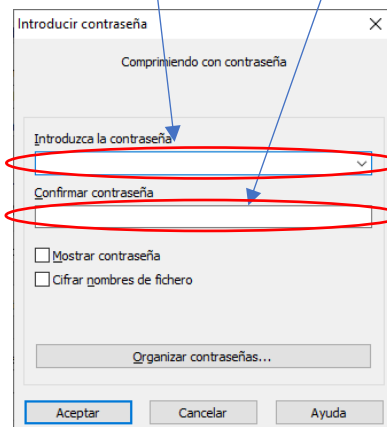 Introducir contraseña
Comprimiendo con contraseña
Introduzca la contraseña
Confirmar contraseña
Mostrar contraseña
Cifrar nombres de fichero
Organizar contraseñas...
Aceptar Cancelar Ayuda